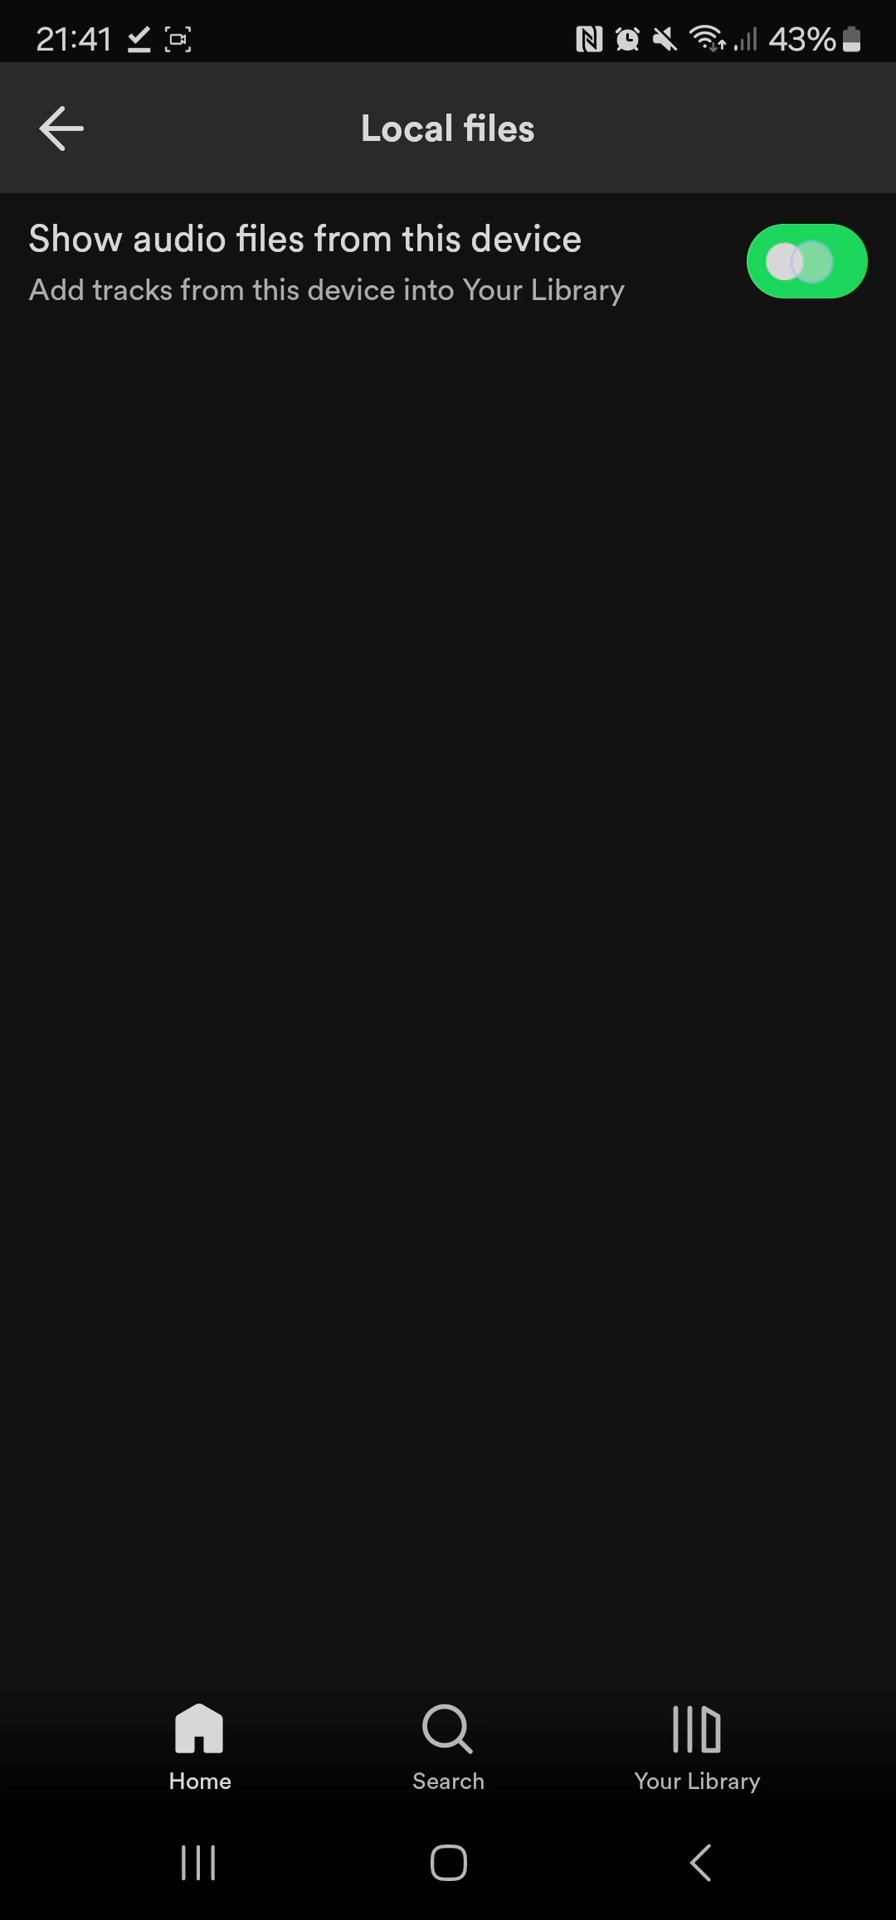 21:41 43%
Local files
Show audio files from this device
Add tracks from this device into Your Library
Home Search Your Library